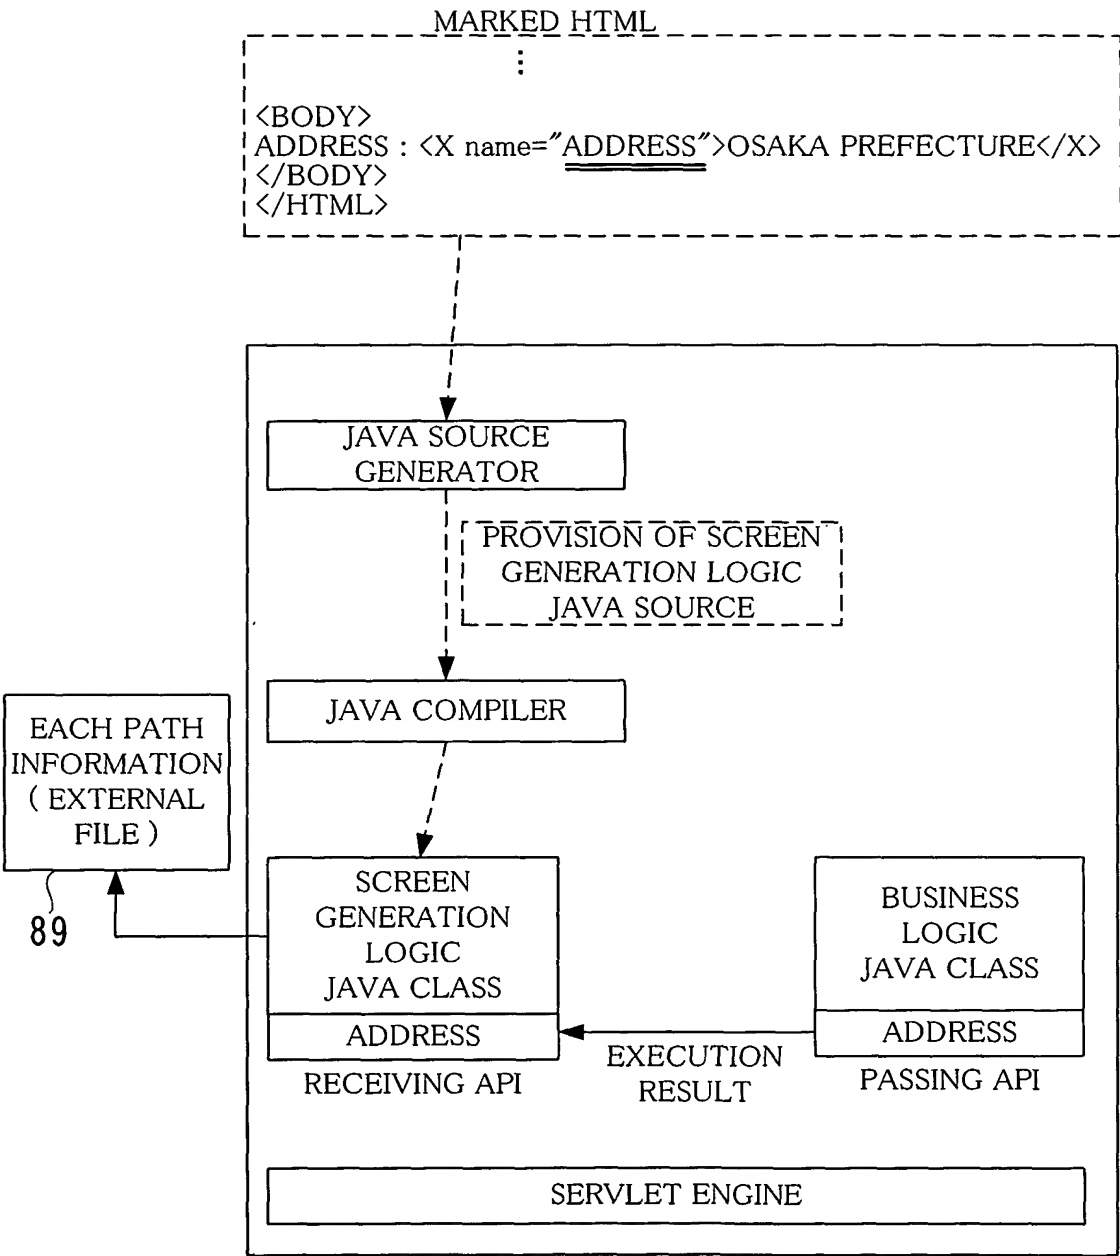 MARKED HTML
⋮
<BODY>
ADDRESS : <X name="ADDRESS">OSAKA PREFECTURE</X>
</BODY>
</HTML>
JAVA SOURCE
GENERATOR
PROVISION OF SCREEN
GENERATION LOGIC
JAVA SOURCE
JAVA COMPILER
EACH PATH
INFORMATION
( EXTERNAL
FILE )
89
SCREEN
GENERATION
LOGIC
JAVA CLASS
ADDRESS
RECEIVING API
EXECUTION
RESULT
BUSINESS
LOGIC
JAVA CLASS
ADDRESS
PASSING API
SERVLET ENGINE